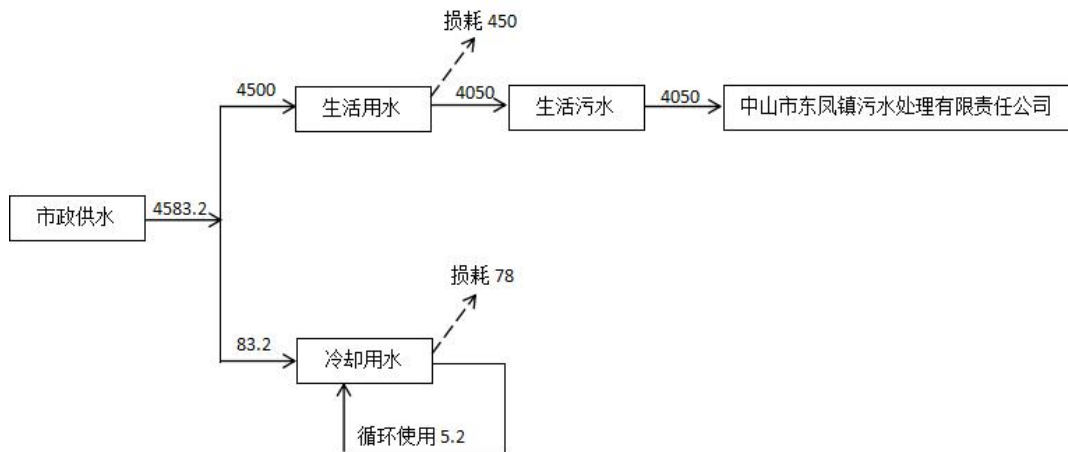 损耗 450
4500
生活用水
4050
生活污水
4050
中山市东凤镇污水处理有限责任公司
市政供水
4583.2
损耗 78
83.2
冷却用水
循环使用 5.2